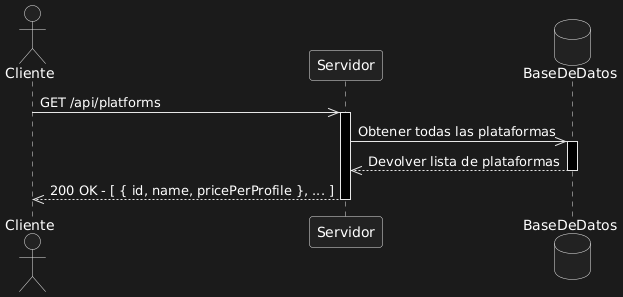 Cliente
Servidor
BaseDeDatos
GET /api/platforms
Obtener todas las plataformas
Devolver lista de plataformas
200 OK - [ { id, name, pricePerProfile }, ... ]
Cliente
Servidor
BaseDeDatos